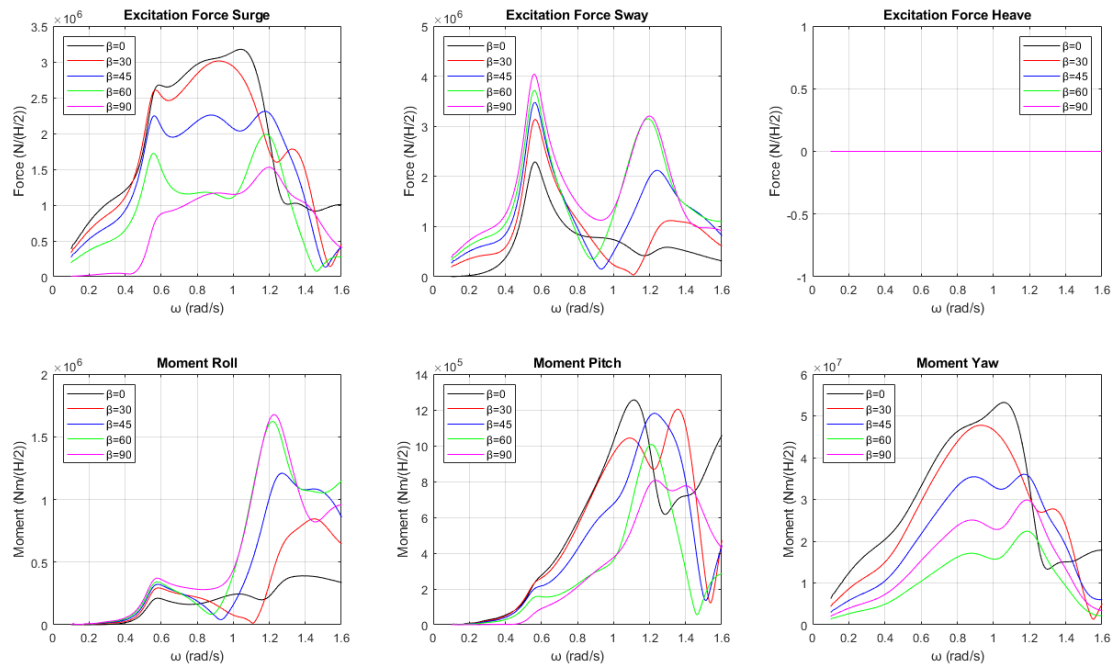 Excitation Force Surge
×10⁶
3.5
3
2.5
2
1.5
1
0.5
0
Force (N/(H/2))
β=0
β=30
β=45
β=60
β=90
0 0.2 0.4 0.6 0.8 1 1.2 1.4 1.6
ω (rad/s)
Excitation Force Sway
×10⁶
5
4
3
2
1
0
Force (N/(H/2))
β=0
β=30
β=45
β=60
β=90
0 0.2 0.4 0.6 0.8 1 1.2 1.4 1.6
ω (rad/s)
Excitation Force Heave
1
0.5
0
-0.5
-1
Force (N/(H/2))
β=0
β=30
β=45
β=60
β=90
0 0.2 0.4 0.6 0.8 1 1.2 1.4 1.6
ω (rad/s)
Moment Roll
×10⁶
2
1.5
1
0.5
0
Moment (Nm/(H/2))
β=0
β=30
β=45
β=60
β=90
0 0.2 0.4 0.6 0.8 1 1.2 1.4 1.6
ω (rad/s)
Moment Pitch
×10⁵
14
12
10
8
6
4
2
0
Moment (Nm/(H/2))
β=0
β=30
β=45
β=60
β=90
0 0.2 0.4 0.6 0.8 1 1.2 1.4 1.6
ω (rad/s)
Moment Yaw
×10⁷
6
5
4
3
2
1
0
Moment (Nm/(H/2))
β=0
β=30
β=45
β=60
β=90
0 0.2 0.4 0.6 0.8 1 1.2 1.4 1.6
ω (rad/s)